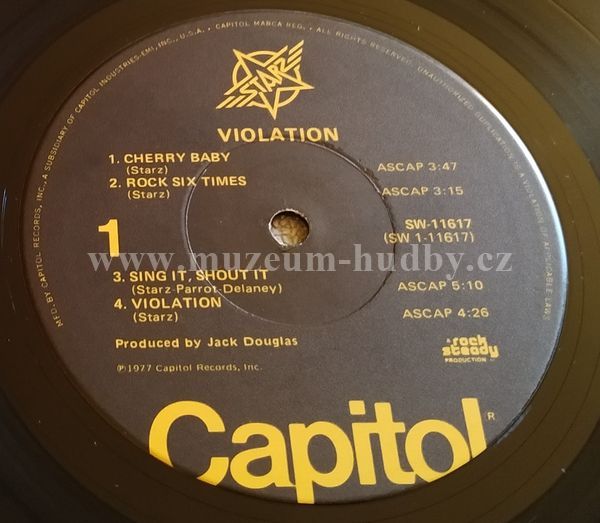 MFD. BY CAPITOL RECORDS, INC., A SUBSIDIARY OF CAPITOL INDUSTRIES-EMI, INC., U.S.A. · CAPITOL MARCA REG. · ALL RIGHTS RESERVED. UNAUTHORIZED DUPLICATION IS A VIOLATION OF APPLICABLE LAWS.
STARZ
VIOLATION
1. CHERRY BABY
(Starz)
ASCAP 3:47
2. ROCK SIX TIMES
(Starz)
ASCAP 3:15
1
SW-11617
(SW 1-11617)
www.muzeum-hudby.cz
3. SING IT, SHOUT IT
(Starz-Parrot-Delaney)
ASCAP 5:10
4. VIOLATION
(Starz)
ASCAP 4:26
Produced by Jack Douglas
A rock steady
PRODUCTION
Ⓟ1977 Capitol Records, Inc.
Capitol®